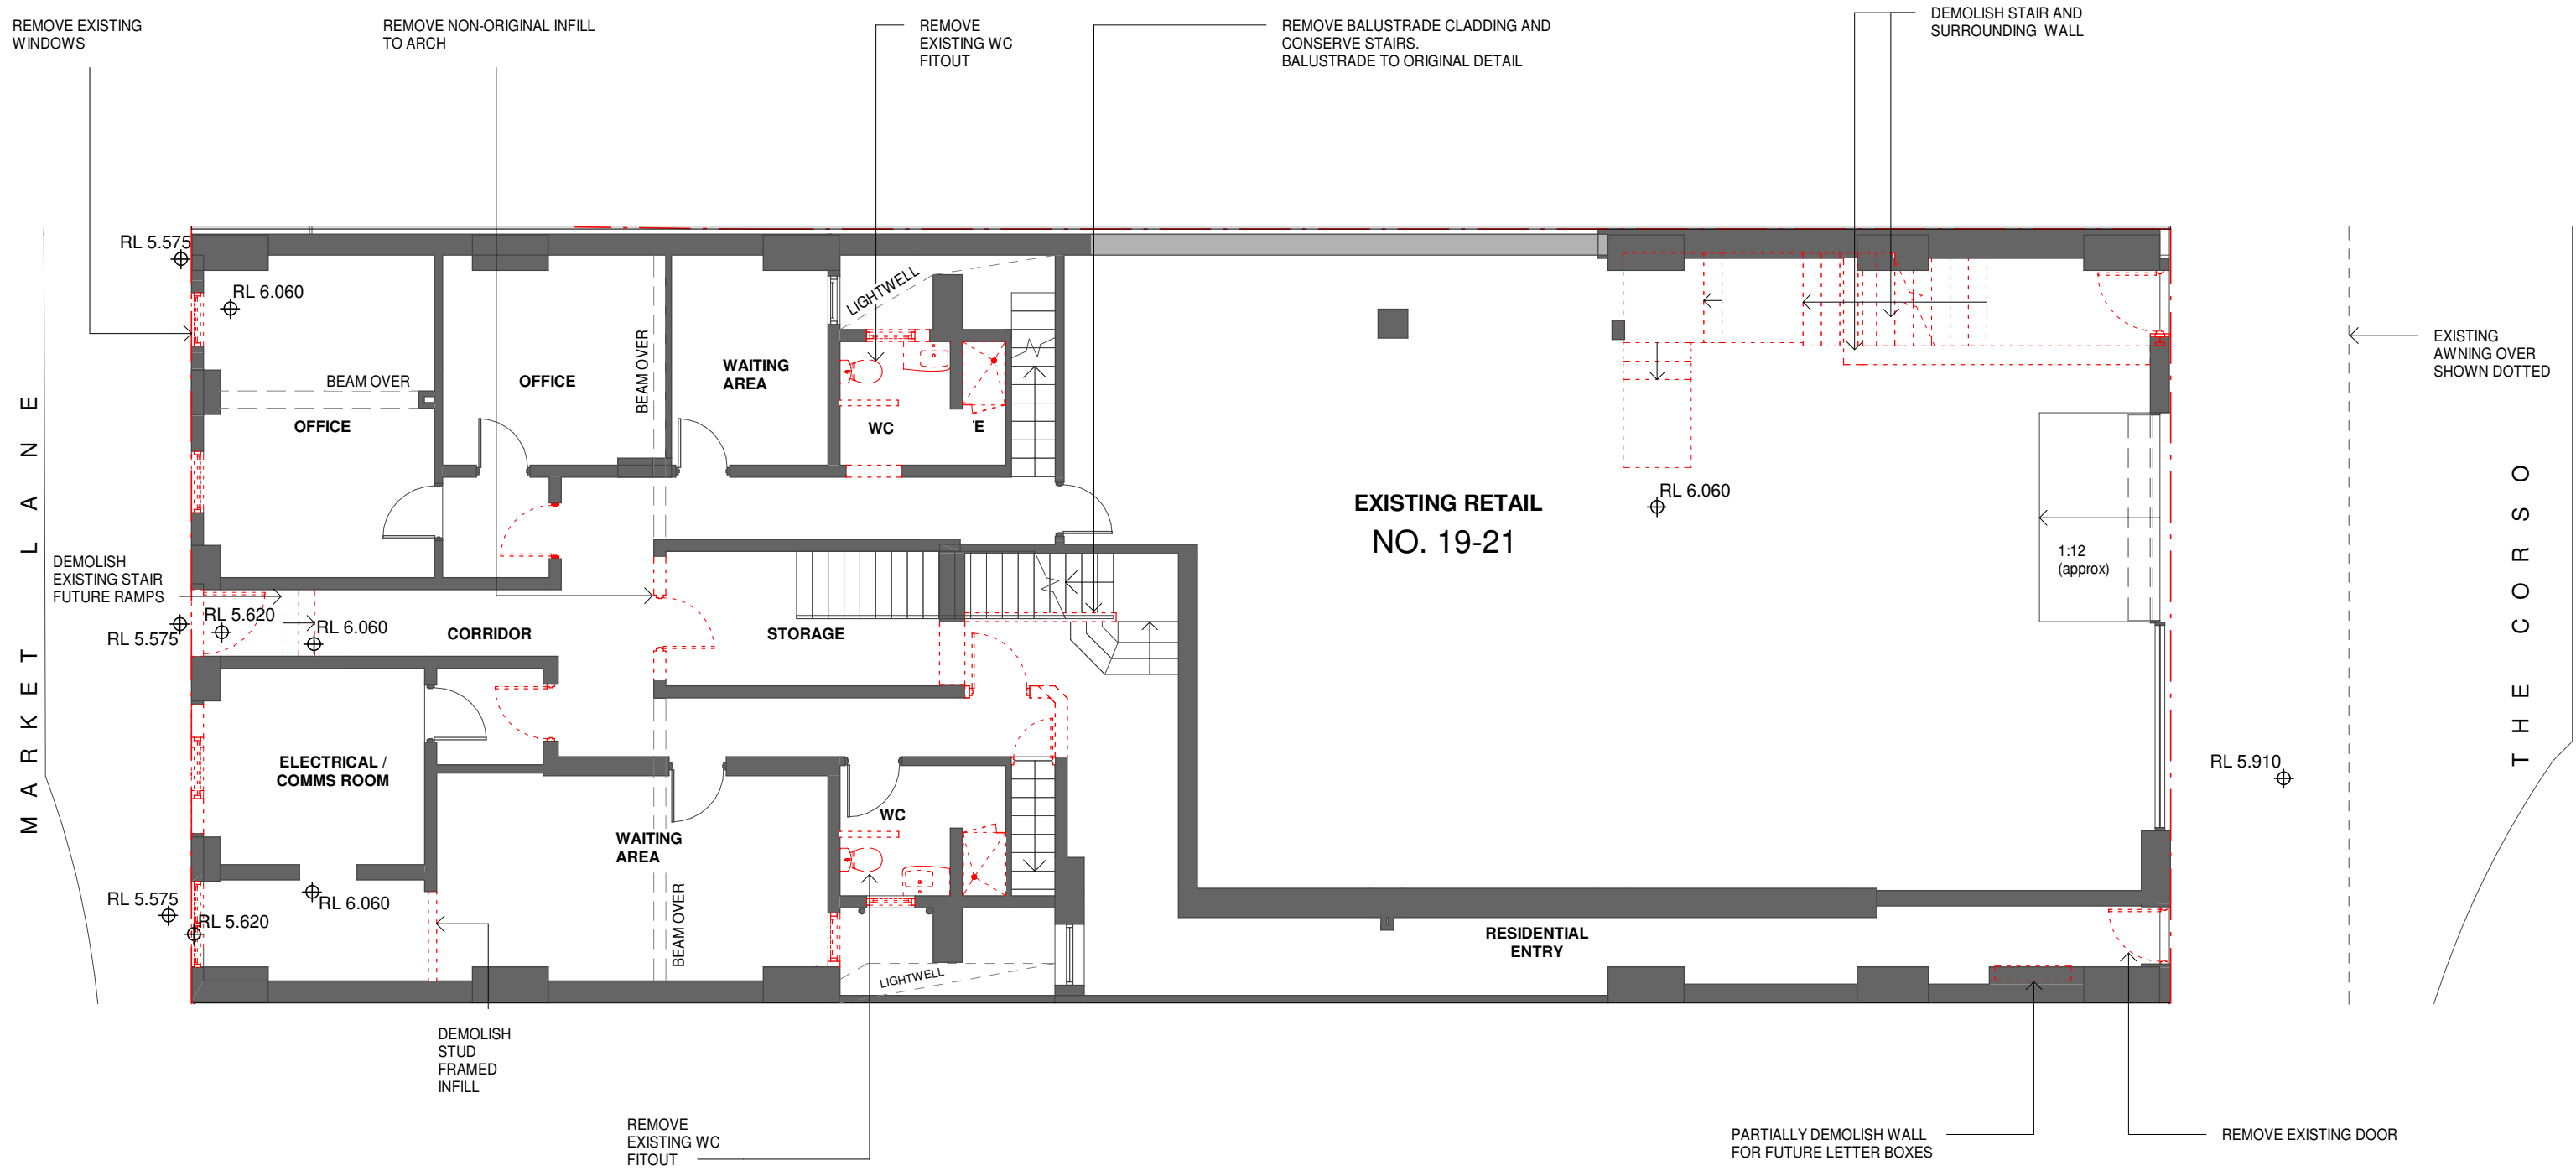 REMOVE EXISTING
WINDOWS
REMOVE NON-ORIGINAL INFILL
TO ARCH
REMOVE
EXISTING WC
FITOUT
REMOVE BALUSTRADE CLADDING AND
CONSERVE STAIRS.
BALUSTRADE TO ORIGINAL DETAIL
DEMOLISH STAIR AND
SURROUNDING WALL
RL 5.575
RL 6.060
LIGHTWELL
BEAM OVER
BEAM OVER
OFFICE
OFFICE
WAITING
AREA
WC
E
EXISTING
AWNING OVER
SHOWN DOTTED
MARKET LANE
THE CORSO
EXISTING RETAIL
NO. 19-21
RL 6.060
1:12
(approx)
DEMOLISH
EXISTING STAIR
FUTURE RAMPS
RL 5.575
RL 5.620
RL 6.060
CORRIDOR
STORAGE
ELECTRICAL /
COMMS ROOM
WAITING
AREA
WC
RL 5.910
RL 5.575
RL 5.620
RL 6.060
BEAM OVER
LIGHTWELL
RESIDENTIAL
ENTRY
DEMOLISH
STUD
FRAMED
INFILL
REMOVE
EXISTING WC
FITOUT
PARTIALLY DEMOLISH WALL
FOR FUTURE LETTER BOXES
REMOVE EXISTING DOOR